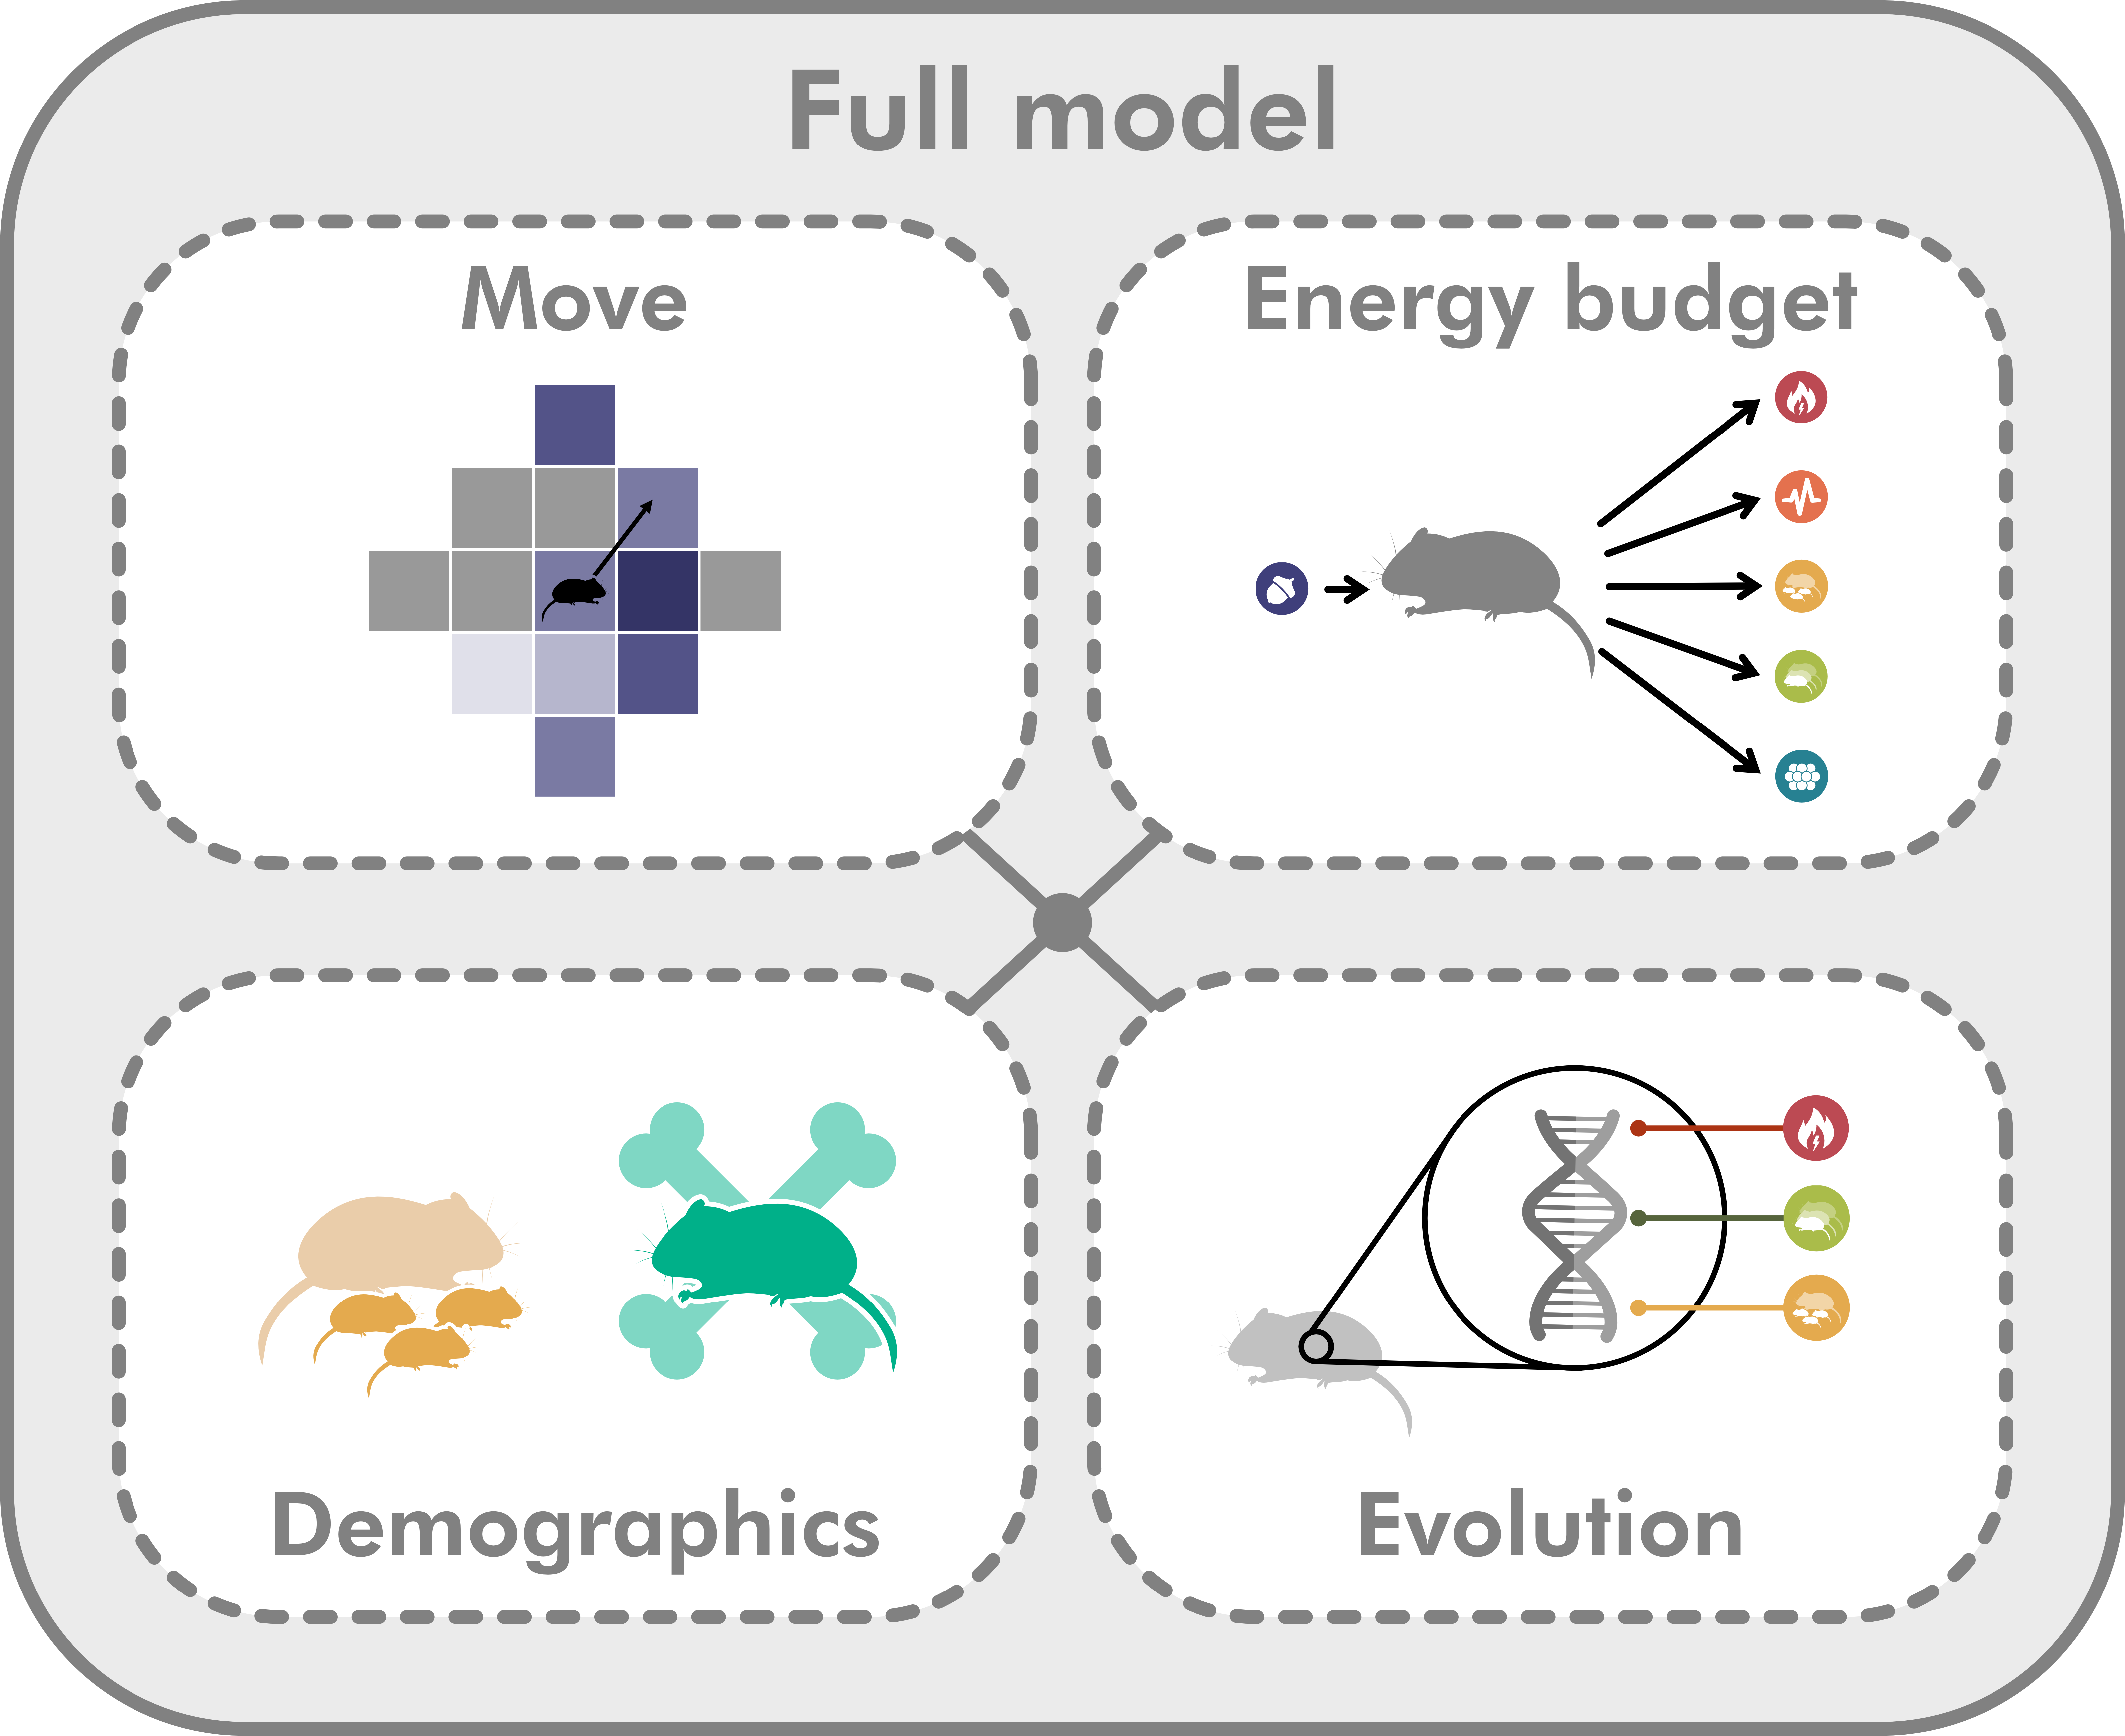 Full model
Move
Energy budget
Demographics
Evolution